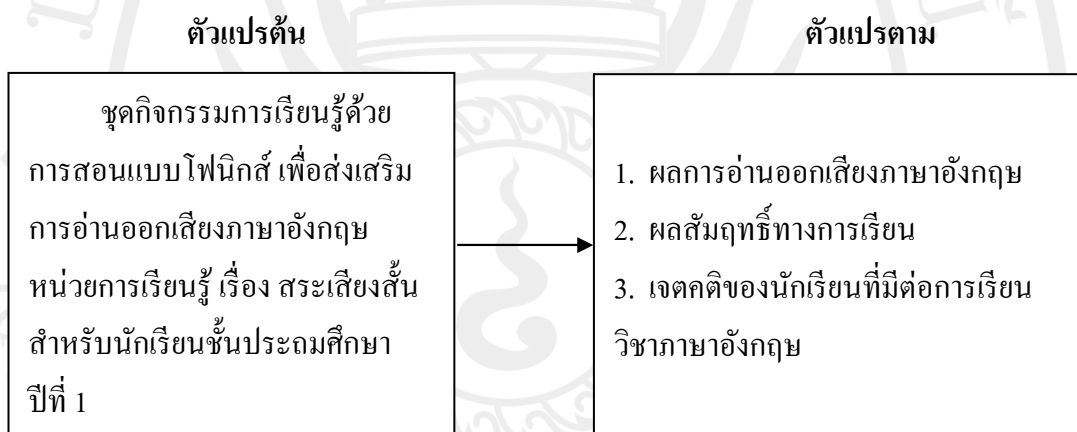 ตัวแปรต้น
ชุดกิจกรรมการเรียนรู้ด้วย
การสอนแบบโฟนิกส์ เพื่อส่งเสริม
การอ่านออกเสียงภาษาอังกฤษ
หน่วยการเรียนรู้ เรื่อง สระเสียงสั้น
สำหรับนักเรียนชั้นประถมศึกษา
ปีที่ 1
ตัวแปรตาม
1. ผลการอ่านออกเสียงภาษาอังกฤษ
2. ผลสัมฤทธิ์ทางการเรียน
3. เจตคติของนักเรียนที่มีต่อการเรียน
วิชาภาษาอังกฤษ